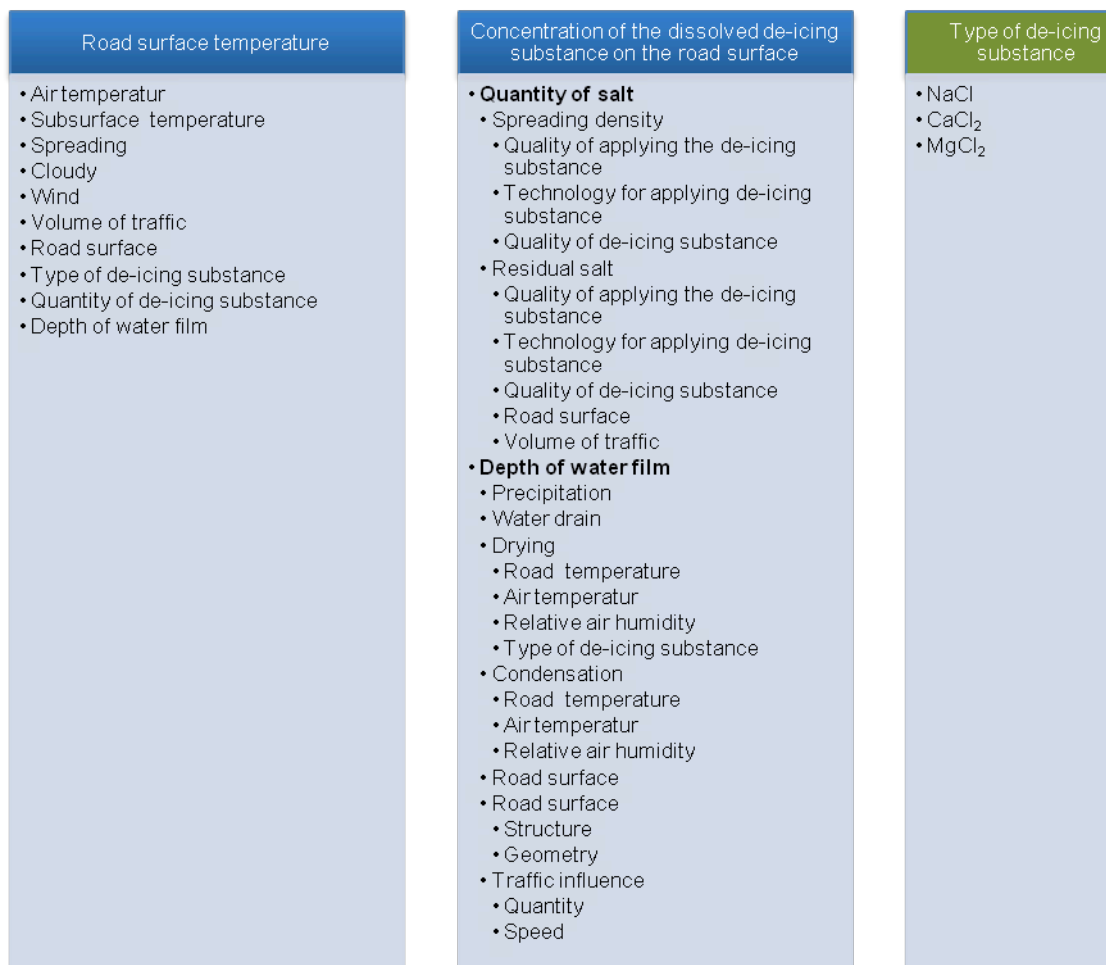 Road surface temperature
• Air temperatur
• Subsurface temperature
• Spreading
• Cloudy
• Wind
• Volume of traffic
• Road surface
• Type of de-icing substance
• Quantity of de-icing substance
• Depth of water film
Concentration of the dissolved de-icing
substance on the road surface
• Quantity of salt
• Spreading density
• Quality of applying the de-icing
substance
• Technology for applying de-icing
substance
• Quality of de-icing substance
• Residual salt
• Quality of applying the de-icing
substance
• Technology for applying de-icing
substance
• Quality of de-icing substance
• Road surface
• Volume of traffic
• Depth of water film
• Precipitation
• Water drain
• Drying
• Road temperature
• Air temperatur
• Relative air humidity
• Type of de-icing substance
• Condensation
• Road temperature
• Air temperatur
• Relative air humidity
• Road surface
• Road surface
• Structure
• Geometry
• Traffic influence
• Quantity
• Speed
Type of de-icing
substance
• NaCl
• CaCl₂
• MgCl₂